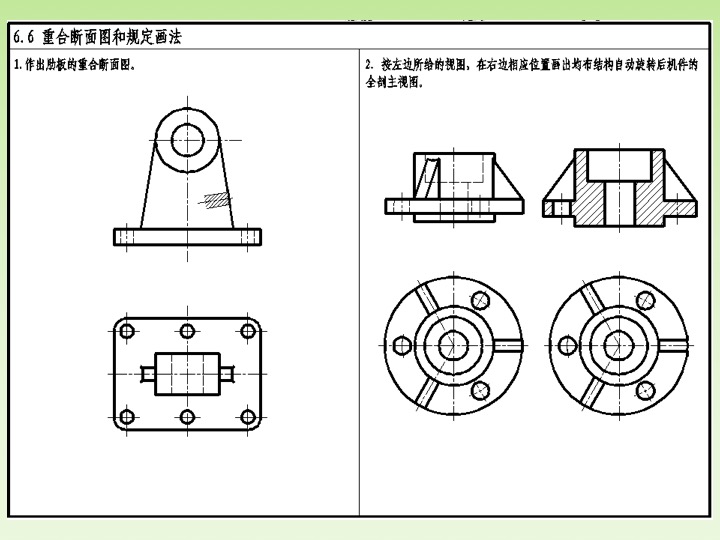 6.6 重合断面图和规定画法
1.作出肋板的重合断面图。
2. 按左边所给的视图，在右边相应位置画出均布结构自动旋转后机件的
全剖主视图。